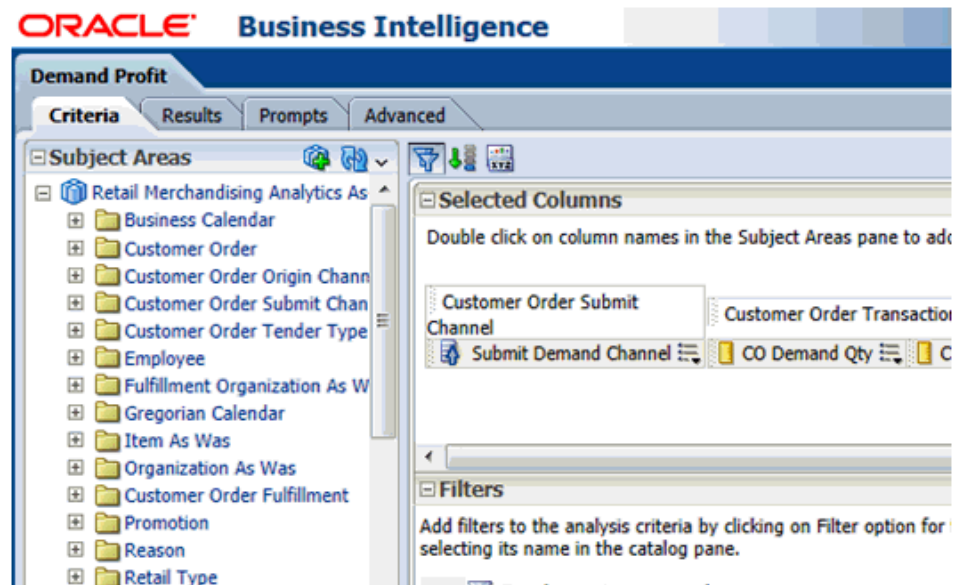 ORACLE Business Intelligence
Demand Profit
Criteria Results Prompts Advanced
Subject Areas
Retail Merchandising Analytics As
Business Calendar
Customer Order
Customer Order Origin Chann
Customer Order Submit Chan
Customer Order Tender Type
Employee
Fulfillment Organization As W
Gregorian Calendar
Item As Was
Organization As Was
Customer Order Fulfillment
Promotion
Reason
Retail Type
Selected Columns
Double click on column names in the Subject Areas pane to add
Customer Order Submit
Channel
Customer Order Transaction
Submit Demand Channel CO Demand Qty C
Filters
Add filters to the analysis criteria by clicking on Filter option for
selecting its name in the catalog pane.